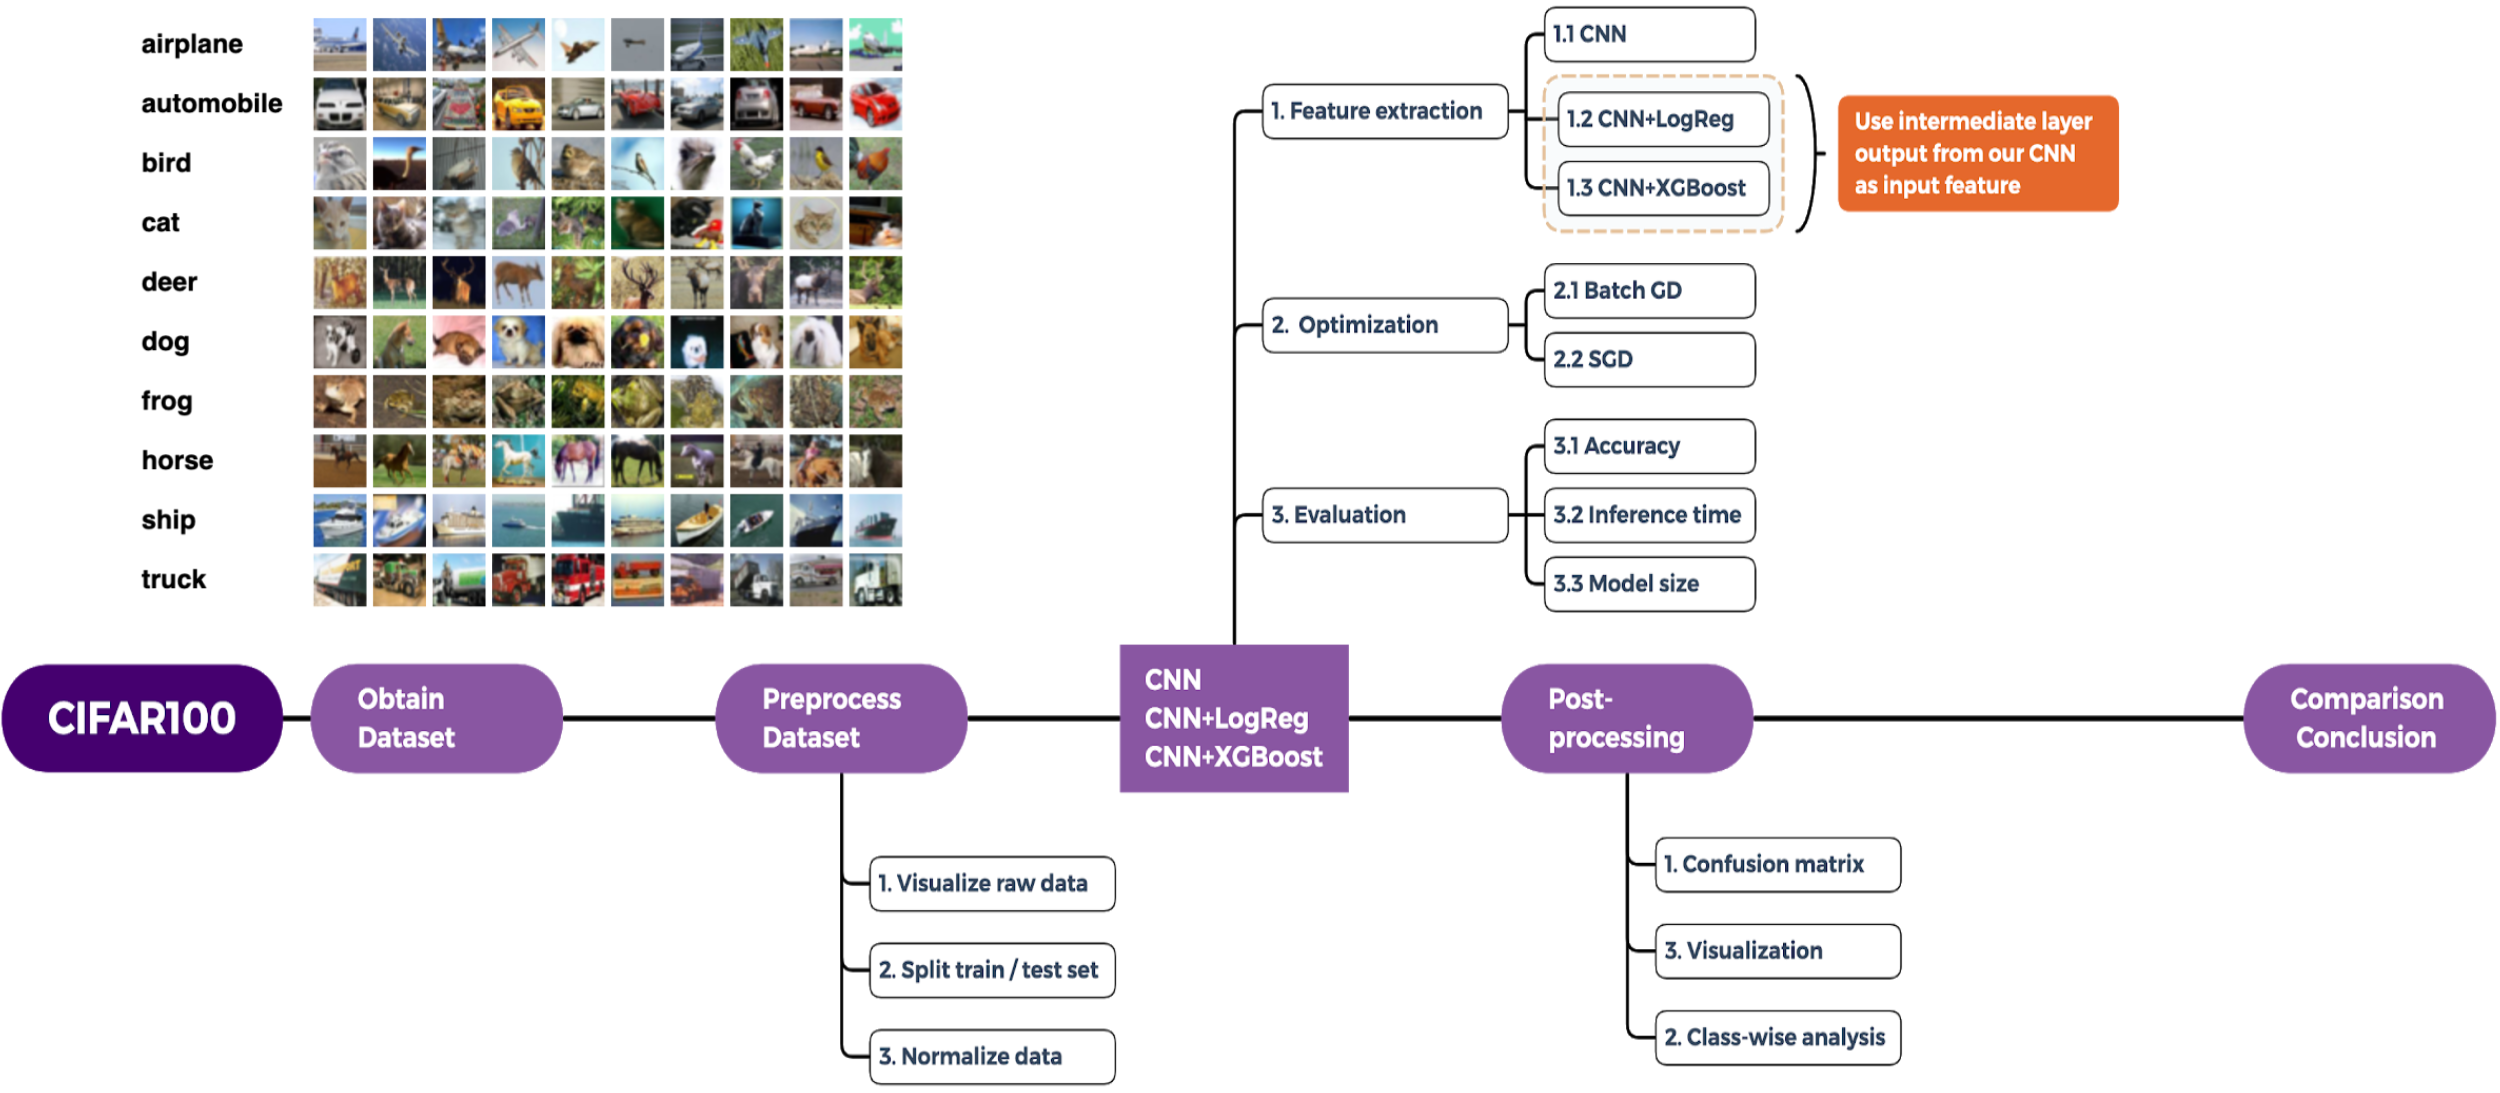 airplane
automobile
bird
cat
deer
dog
frog
horse
ship
truck
1. Feature extraction
1.1 CNN
1.2 CNN+LogReg
1.3 CNN+XGBoost
Use intermediate layer
output from our CNN
as input feature
2. Optimization
2.1 Batch GD
2.2 SGD
3. Evaluation
3.1 Accuracy
3.2 Inference time
3.3 Model size
CIFAR100
Obtain
Dataset
Preprocess
Dataset
CNN
CNN+LogReg
CNN+XGBoost
Post-
processing
Comparison
Conclusion
1. Visualize raw data
2. Split train / test set
3. Normalize data
1. Confusion matrix
3. Visualization
2. Class-wise analysis